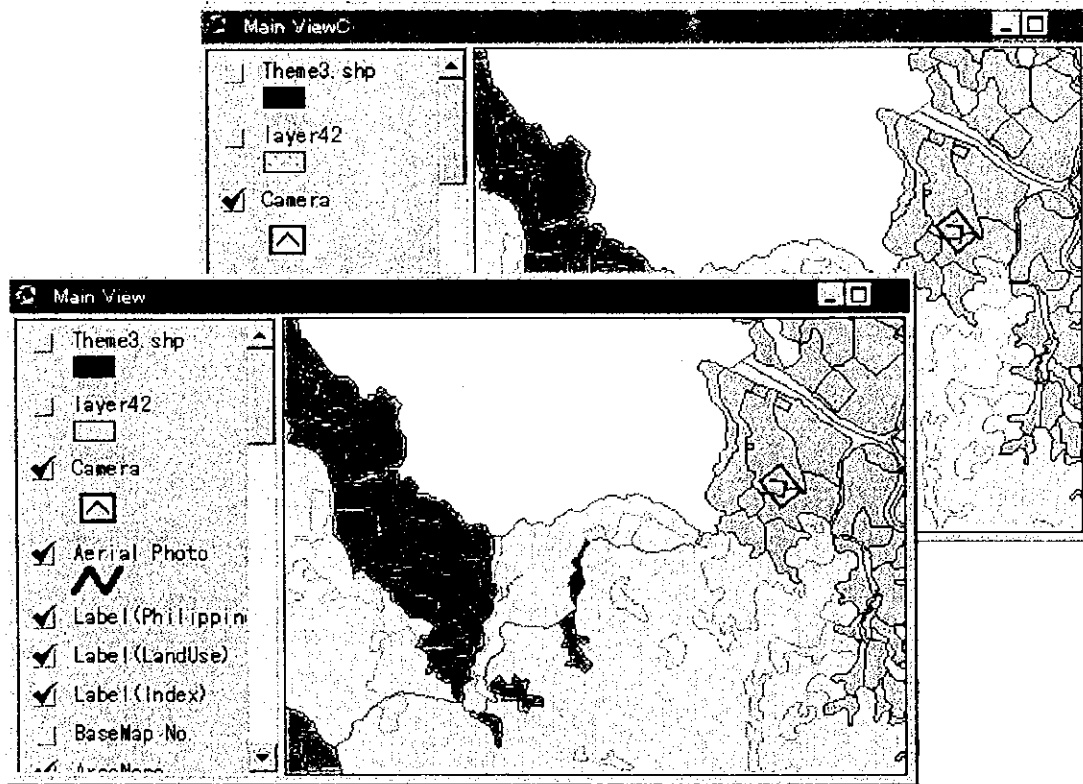 Main ViewC
Theme3.shp
layer42
Camera
Main View
Theme3.shp
layer42
Camera
Aerial Photo
Label(Philippin
Label(LandUse)
Label(Index)
BaseMap No